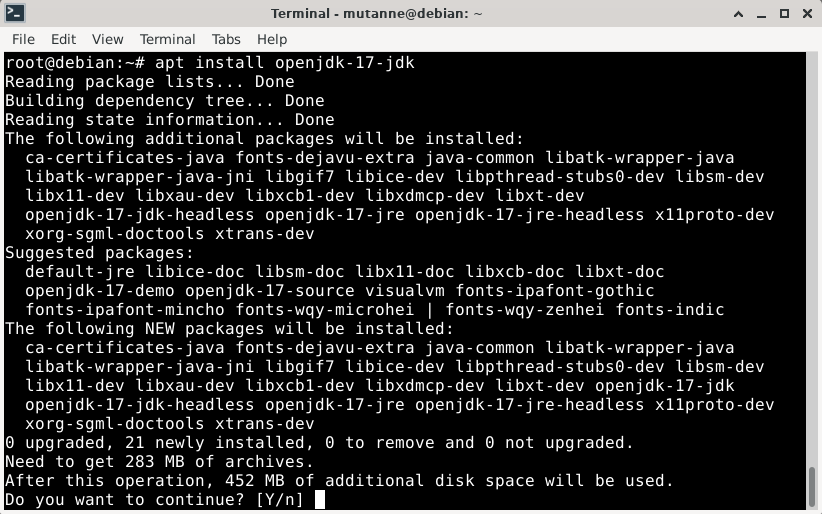 Terminal - mutanne@debian: ~
File Edit View Terminal Tabs Help
root@debian:~# apt install openjdk-17-jdk
Reading package lists... Done
Building dependency tree... Done
Reading state information... Done
The following additional packages will be installed:
  ca-certificates-java fonts-dejavu-extra java-common libatk-wrapper-java
  libatk-wrapper-java-jni libgif7 libice-dev libpthread-stubs0-dev libsm-dev
  libx11-dev libxau-dev libxcb1-dev libxdmcp-dev libxt-dev
  openjdk-17-jdk-headless openjdk-17-jre openjdk-17-jre-headless x11proto-dev
  xorg-sgml-doctools xtrans-dev
Suggested packages:
  default-jre libice-doc libsm-doc libx11-doc libxcb-doc libxt-doc
  openjdk-17-demo openjdk-17-source visualvm fonts-ipafont-gothic
  fonts-ipafont-mincho fonts-wqy-microhei | fonts-wqy-zenhei fonts-indic
The following NEW packages will be installed:
  ca-certificates-java fonts-dejavu-extra java-common libatk-wrapper-java
  libatk-wrapper-java-jni libgif7 libice-dev libpthread-stubs0-dev libsm-dev
  libx11-dev libxau-dev libxcb1-dev libxdmcp-dev libxt-dev openjdk-17-jdk
  openjdk-17-jdk-headless openjdk-17-jre openjdk-17-jre-headless x11proto-dev
  xorg-sgml-doctools xtrans-dev
0 upgraded, 21 newly installed, 0 to remove and 0 not upgraded.
Need to get 283 MB of archives.
After this operation, 452 MB of additional disk space will be used.
Do you want to continue? [Y/n]